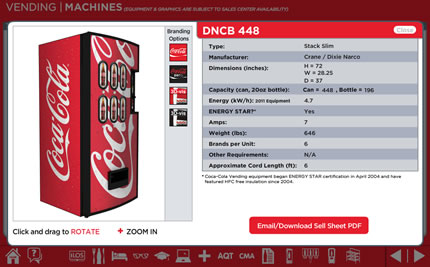 VENDING | MACHINES (EQUIPMENT & GRAPHICS ARE SUBJECT TO SALES CENTER AVAILABILITY)
Branding
Options
Coca-Cola
DNCB 448
Close
Type: Stack Slim
Manufacturer: Crane / Dixie Narco
Dimensions (inches): H = 72
W = 28.25
D = 37
Capacity (can, 20oz bottle): Can = 448 , Bottle = 196
Energy (kW/h): 2011 Equipment 4.7
ENERGY STAR?* Yes
Amps: 7
Weight (lbs): 646
Brands per Unit: 6
Other Requirements: N/A
Approximate Cord Length (ft): 6
* Coca-Cola Vending equipment began ENERGY STAR certification in April 2004 and have
featured HFC free insulation since 2004.
Click and drag to ROTATE + ZOOM IN
Email/Download Sell Sheet PDF
AQT CMA